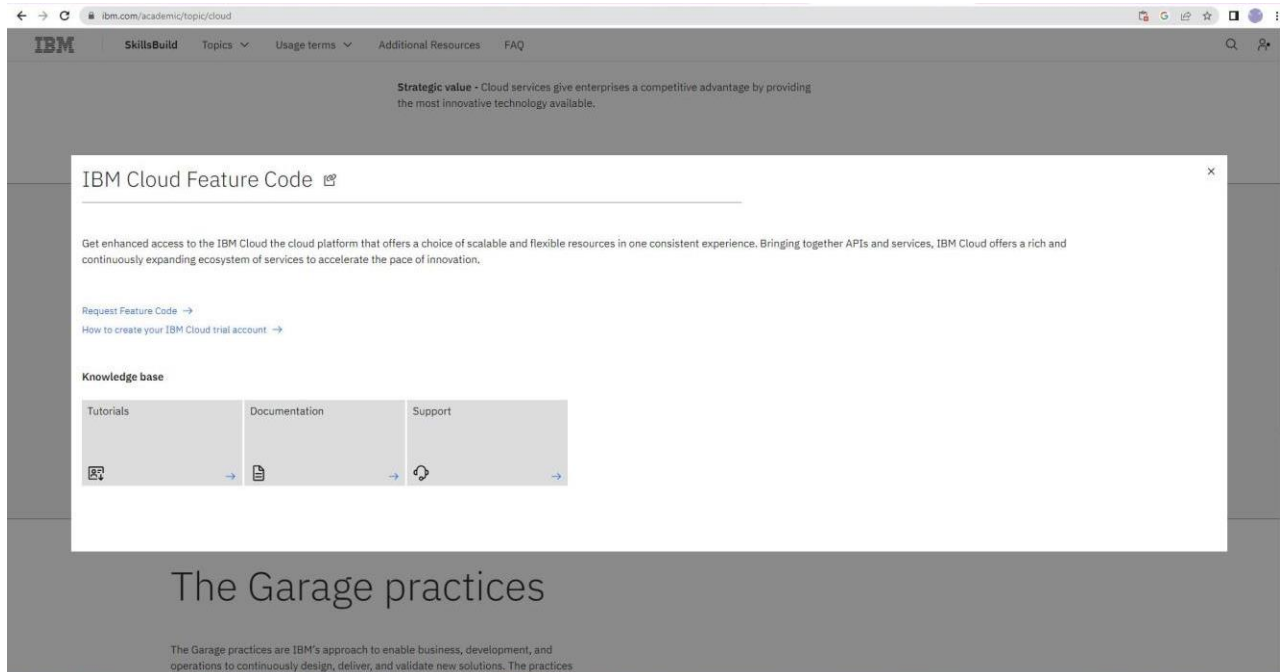 ibm.com/academic/topic/cloud
IBM SkillsBuild Topics Usage terms Additional Resources FAQ
Strategic value - Cloud services give enterprises a competitive advantage by providing
the most innovative technology available.
IBM Cloud Feature Code
Get enhanced access to the IBM Cloud the cloud platform that offers a choice of scalable and flexible resources in one consistent experience. Bringing together APIs and services, IBM Cloud offers a rich and
continuously expanding ecosystem of services to accelerate the pace of innovation.
Request Feature Code →
How to create your IBM Cloud trial account →
Knowledge base
Tutorials Documentation Support
The Garage practices
The Garage practices are IBM's approach to enable business, development, and
operations to continuously design, deliver, and validate new solutions. The practices